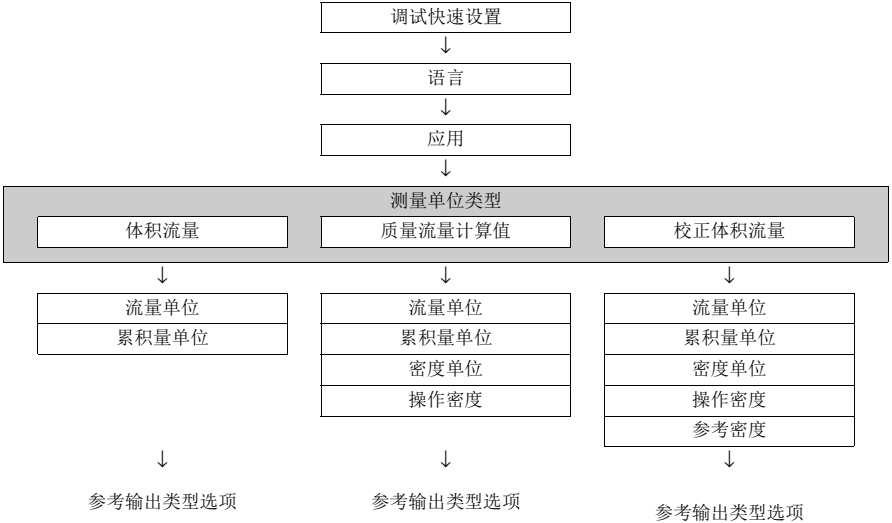 调试快速设置
↓
语言
↓
应用
↓
测量单位类型
体积流量 质量流量计算值 校正体积流量
↓ ↓ ↓
流量单位 流量单位 流量单位
累积量单位 累积量单位 累积量单位
密度单位 密度单位
操作密度 操作密度
参考密度
↓ ↓ ↓
参考输出类型选项 参考输出类型选项 参考输出类型选项